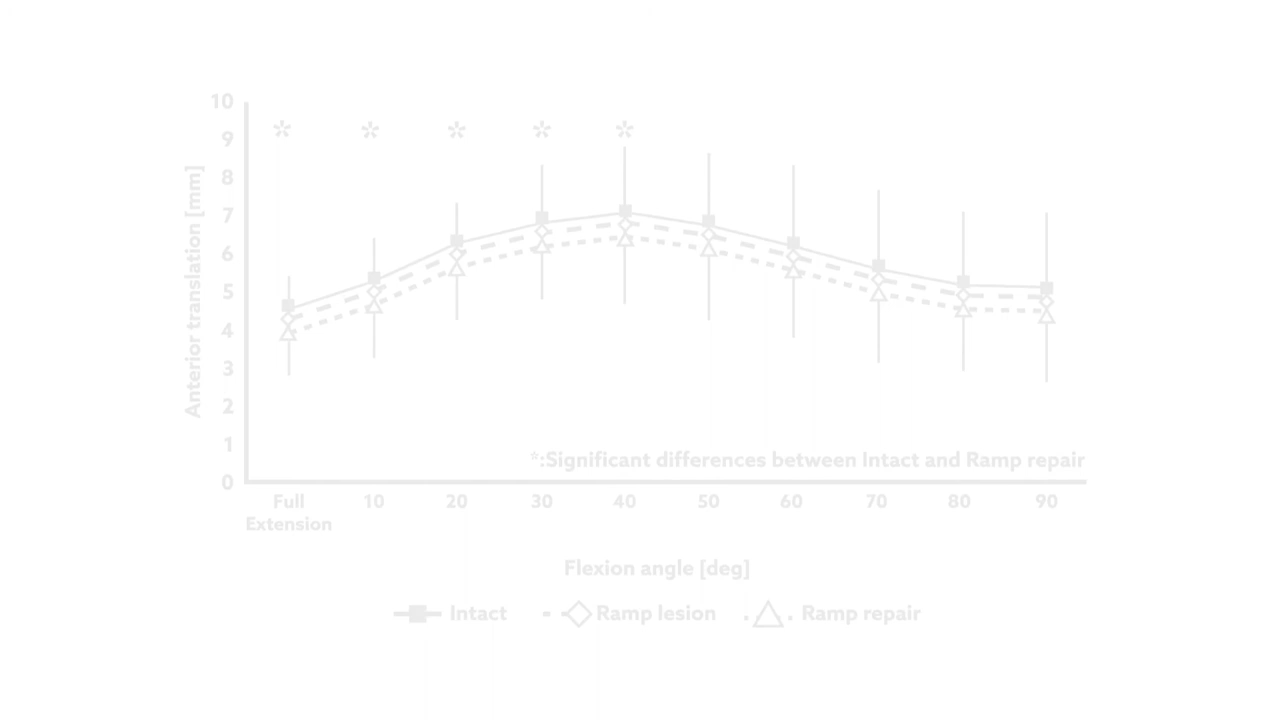 10
9
8
7
6
5
4
3
2
1
0
Anterior translation [mm]
* * * * *
*:Significant differences between Intact and Ramp repair
Full Extension 10 20 30 40 50 60 70 80 90
Flexion angle [deg]
Intact Ramp lesion Ramp repair